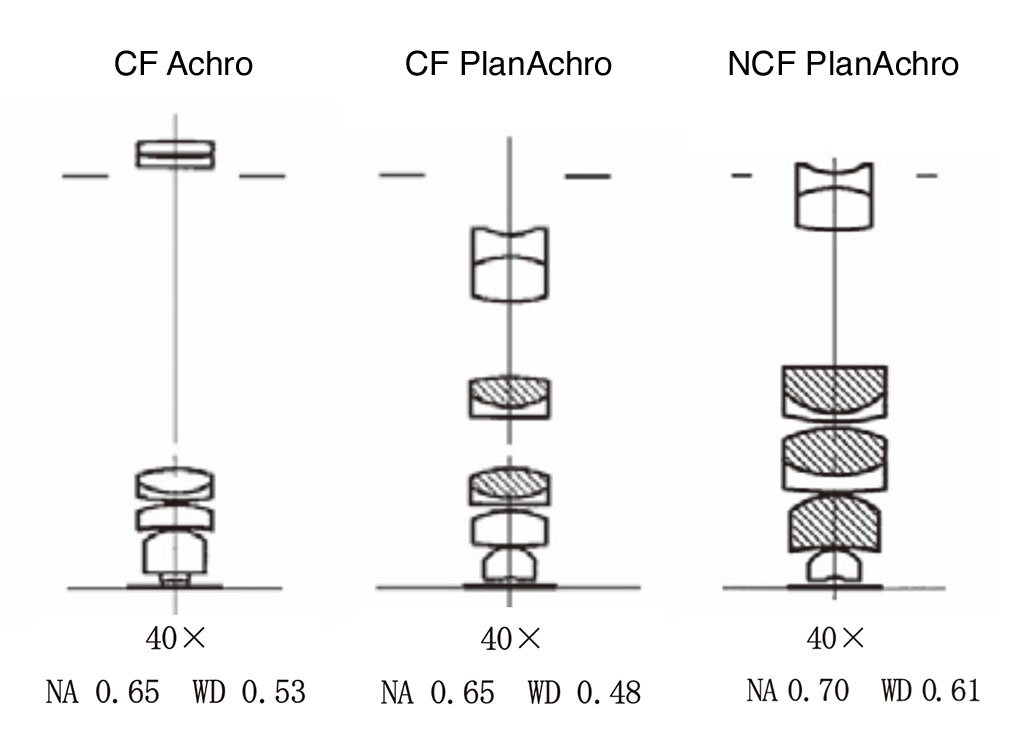 CF Achro CF PlanAchro NCF PlanAchro
40× 40× 40×
NA 0.65 WD 0.53 NA 0.65 WD 0.48 NA 0.70 WD 0.61